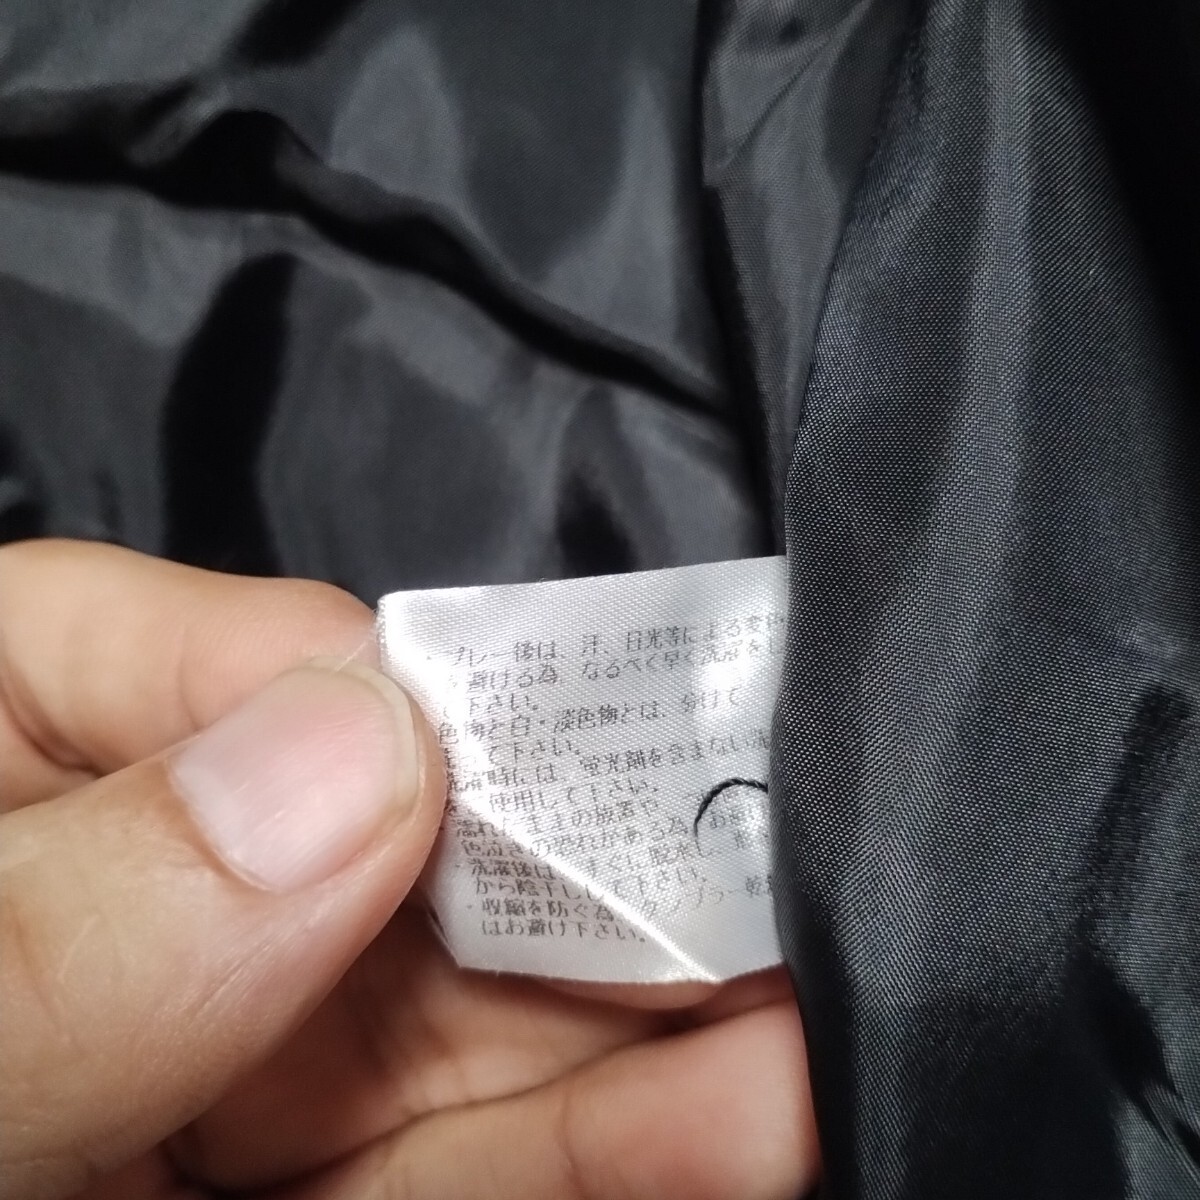 ・プレー後は 汗、日光等による変色
を避ける為 なるべく早く洗濯を
て下さい。
色物と白・淡色物とは、分けて
って下さい。
洗濯時には、蛍光剤を含まない
使用して下さい。
濡れたままの放置や
色泣きの恐れがある為
・洗濯後は、すぐに脱水し
から陰干しして下さい。
・収縮を防ぐ為、タンブラー乾燥
はお避け下さい。